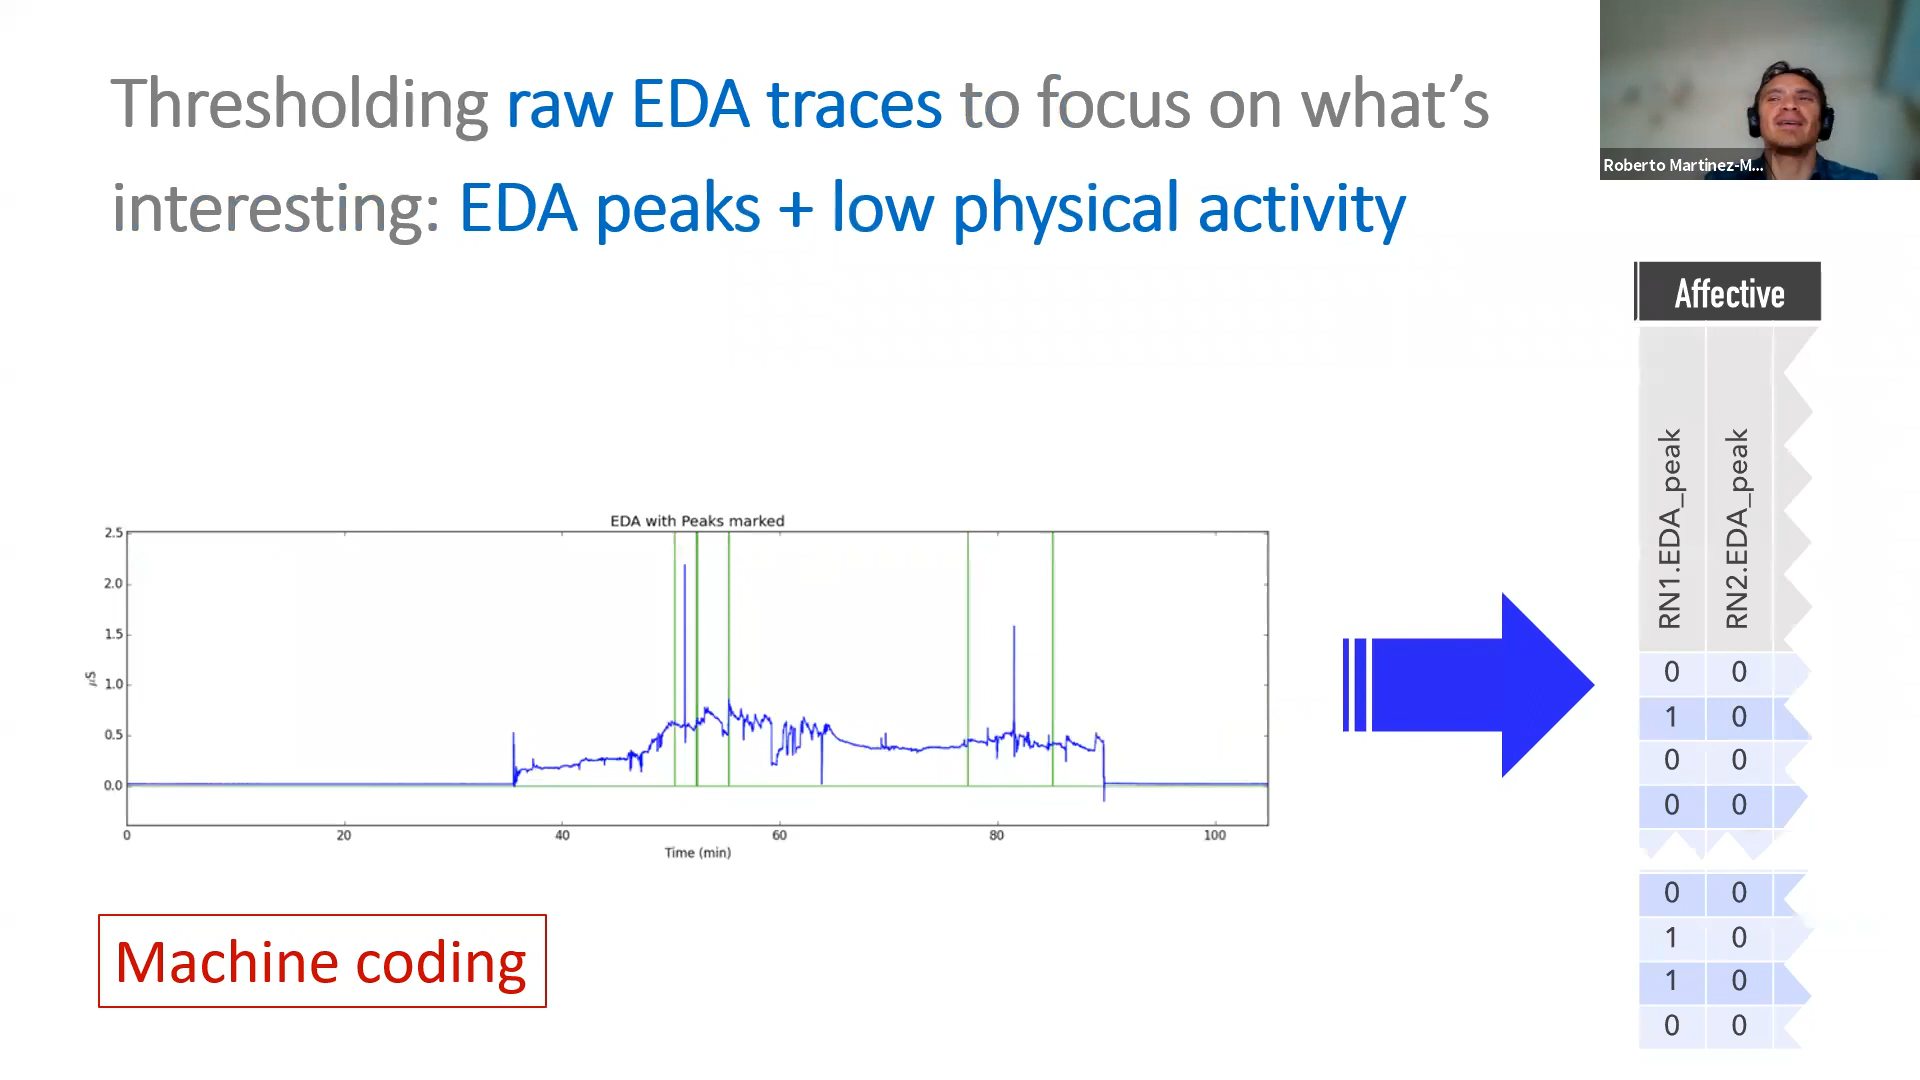 Thresholding raw EDA traces to focus on what's
interesting: EDA peaks + low physical activity
Roberto Martinez-M...
Affective
RN1.EDA_peak
RN2.EDA_peak
0 0
1 0
0 0
0 0
0 0
1 0
1 0
0 0
EDA with Peaks marked
2.5
2.0
1.5
1.0
0.5
0.0
μS
0 20 40 60 80 100
Time (min)
Machine coding